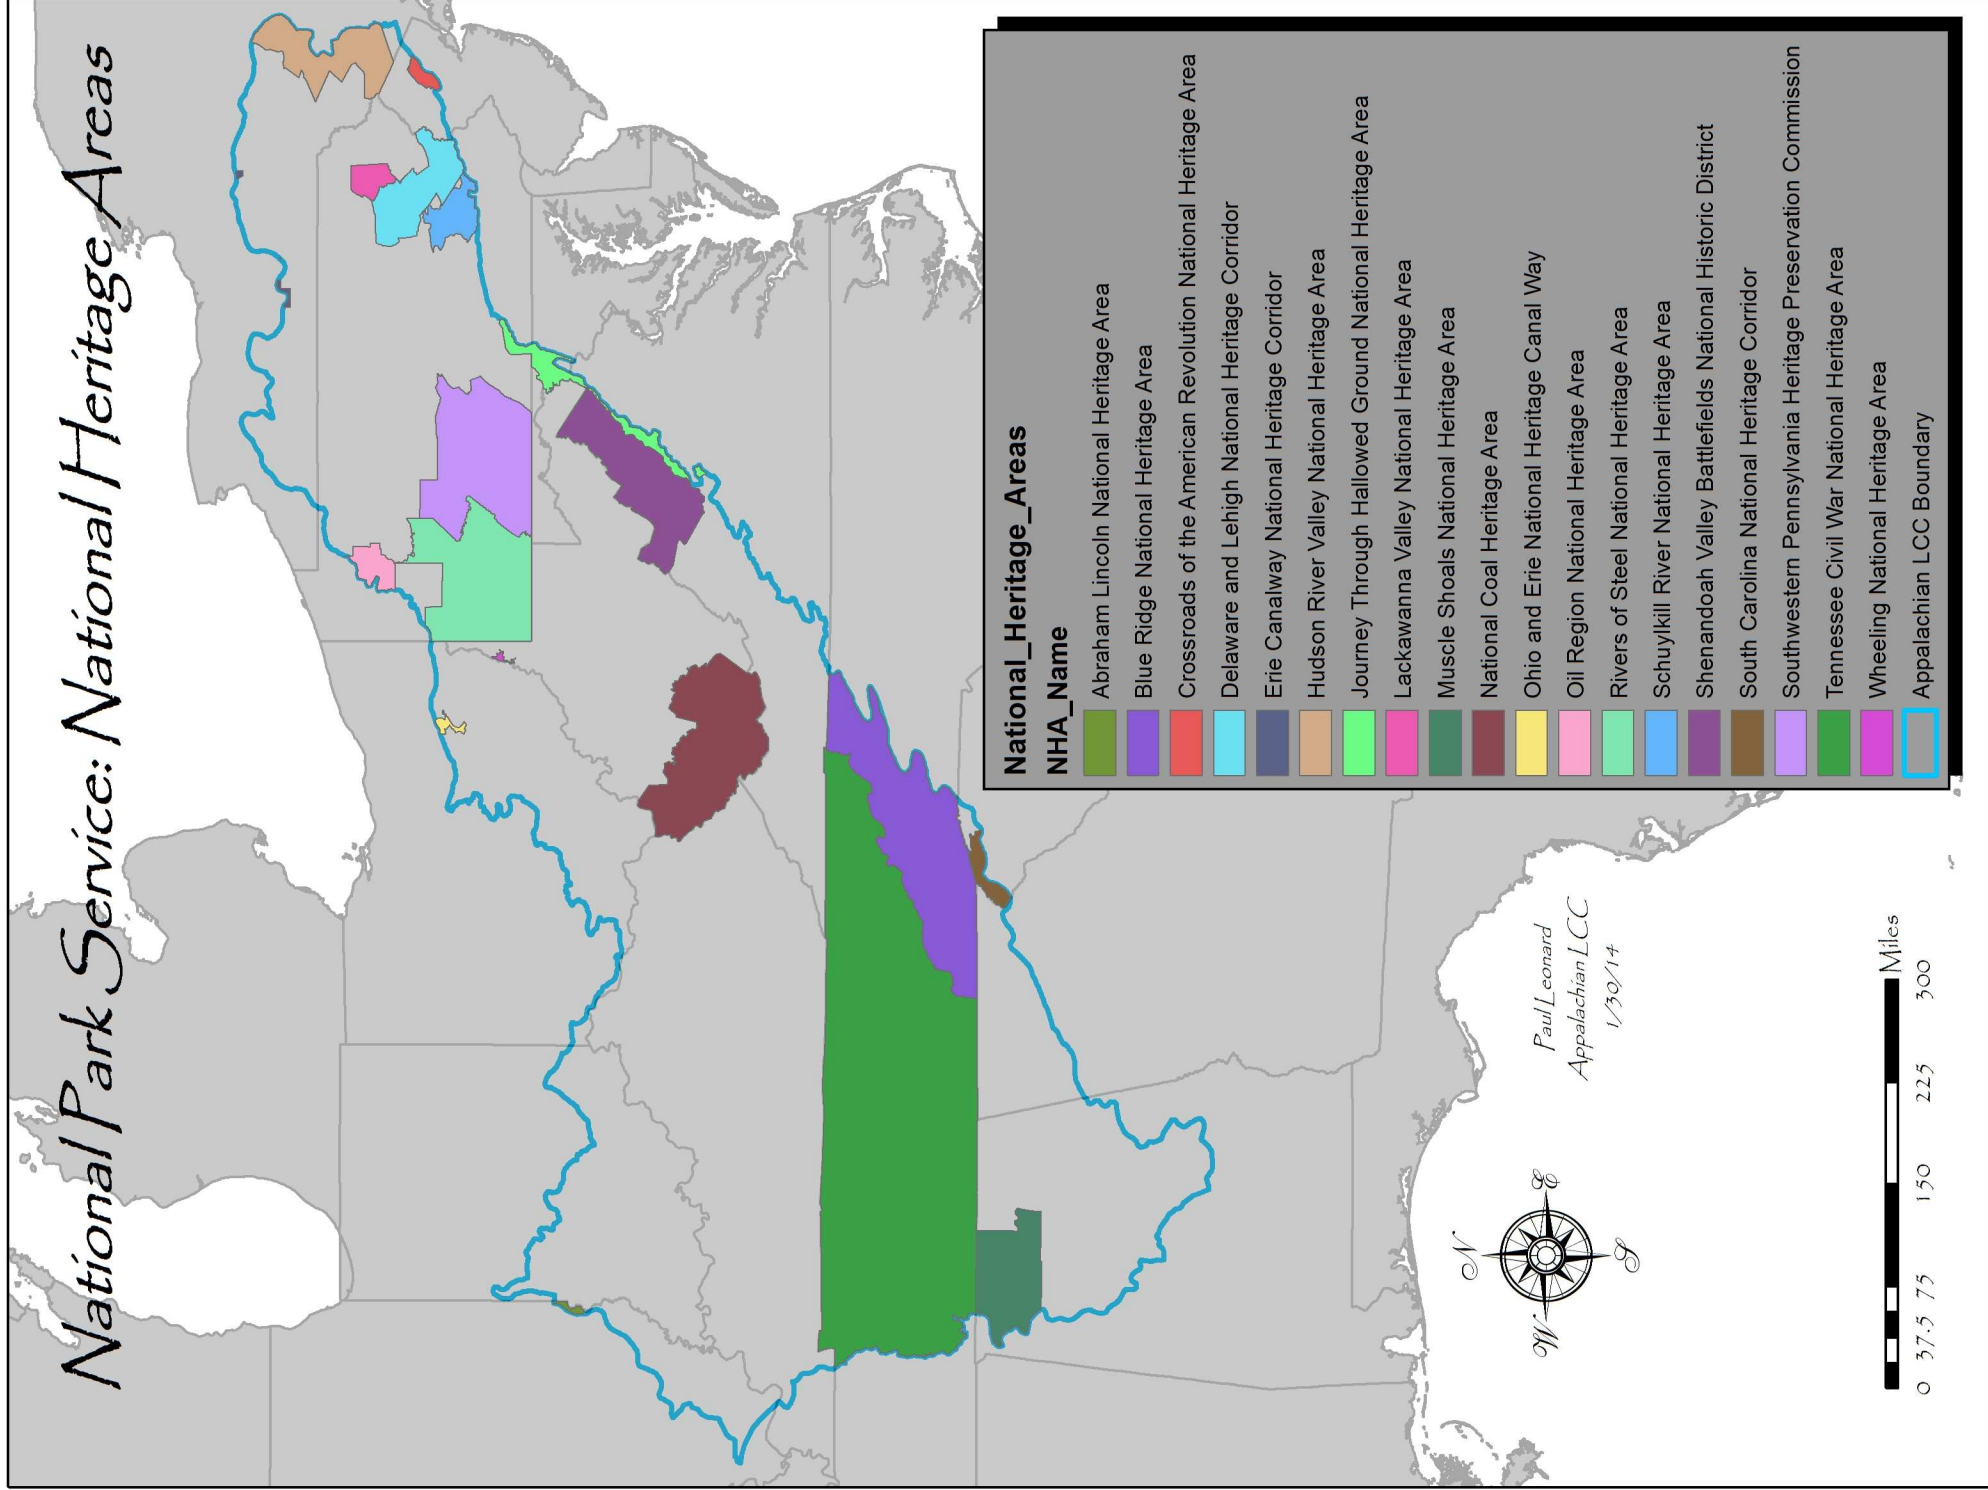 National Park Service: National Heritage Areas
National_Heritage_Areas
NHA_Name
Abraham Lincoln National Heritage Area
Blue Ridge National Heritage Area
Crossroads of the American Revolution National Heritage Area
Delaware and Lehigh National Heritage Corridor
Erie Canalway National Heritage Corridor
Hudson River Valley National Heritage Area
Journey Through Hallowed Ground National Heritage Area
Lackawanna Valley National Heritage Area
Muscle Shoals National Heritage Area
National Coal Heritage Area
Ohio and Erie National Heritage Canal Way
Oil Region National Heritage Area
Rivers of Steel National Heritage Area
Schuylkill River National Heritage Area
Shenandoah Valley Battlefields National Historic District
South Carolina National Heritage Corridor
Southwestern Pennsylvania Heritage Preservation Commission
Tennessee Civil War National Heritage Area
Wheeling National Heritage Area
Appalachian LCC Boundary
Paul Leonard
Appalachian LCC
1/30/14
N
W E
S
Miles
0 37.5 75 150 225 300